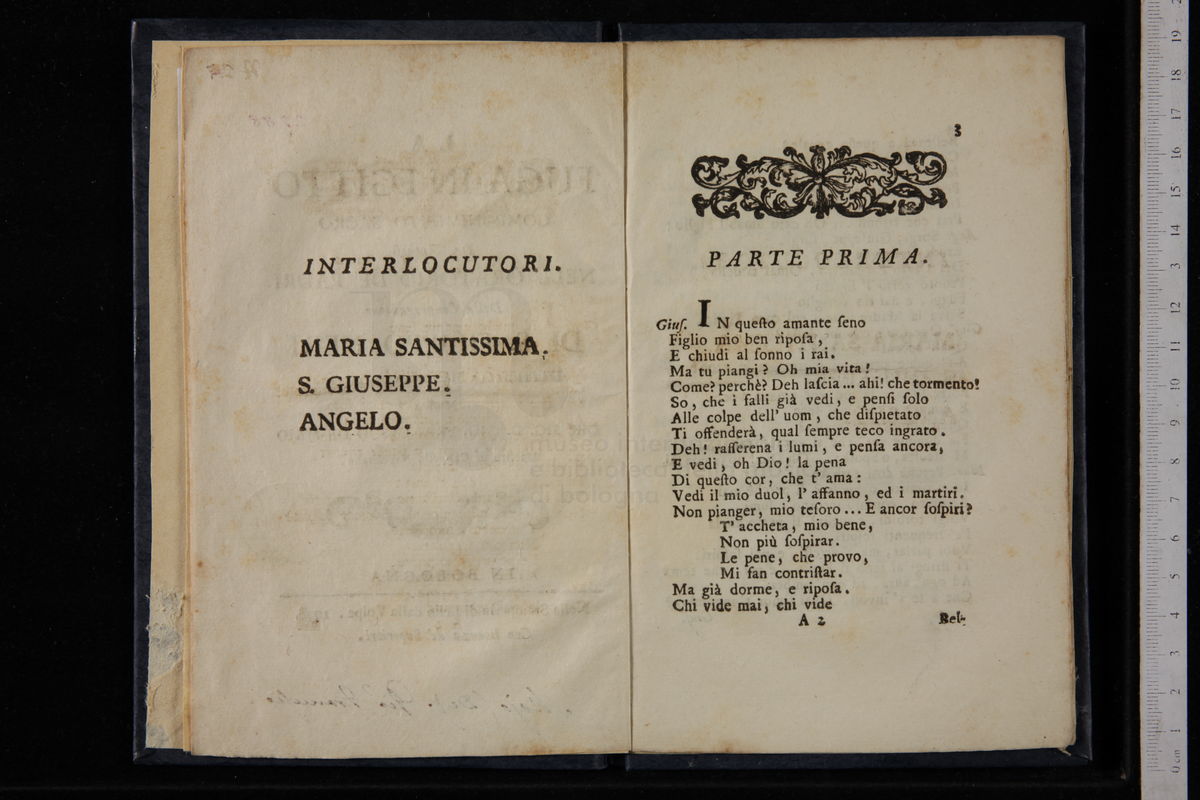 INTERLOCUTORI.
MARIA SANTISSIMA.
S. GIUSEPPE.
ANGELO.
3
PARTE PRIMA.
Giuſ. IN queſto amante ſeno
Figlio mio ben ripoſa,
E chiudi al ſonno i rai.
Ma tu piangi? Oh mia vita!
Come? perchè? Deh laſcia... ahi! che tormento!
So, che i falli già vedi, e penſi ſolo
Alle colpe dell' uom, che diſpietato
Ti offenderà, qual ſempre teco ingrato.
Deh! raſſerena i lumi, e penſa ancora,
E vedi, oh Dio! la pena
Di queſto cor, che t' ama:
Vedi il mio duol, l' affanno, ed i martiri.
Non pianger, mio teſoro... E ancor ſoſpiri?
T' accheta, mio bene,
Non più ſoſpirar.
Le pene, che provo,
Mi fan contriſtar.
Ma già dorme, e ripoſa.
Chi vide mai, chi vide
A 2 Bel-